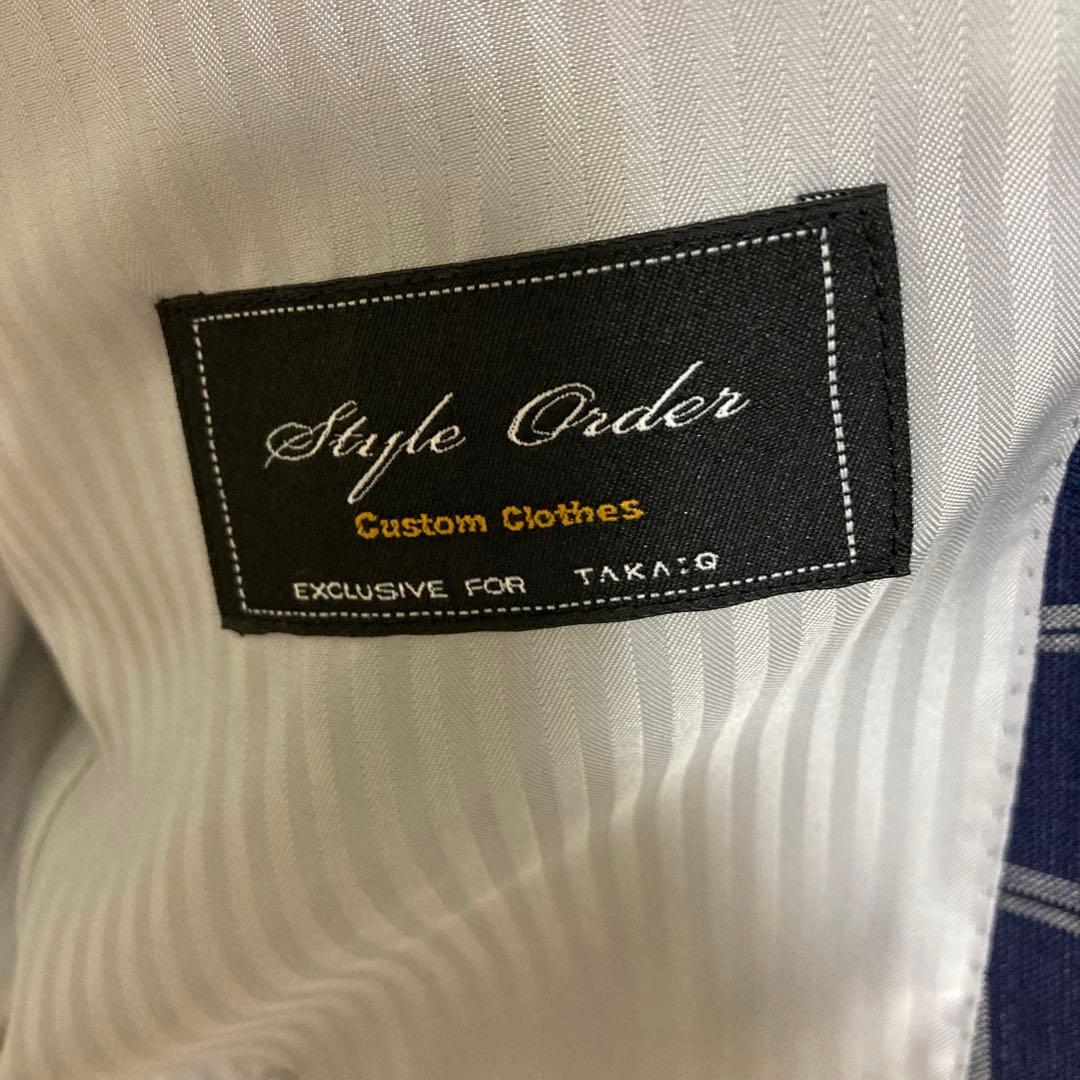 Style Order
Custom Clothes
EXCLUSIVE FOR TAKA:Q